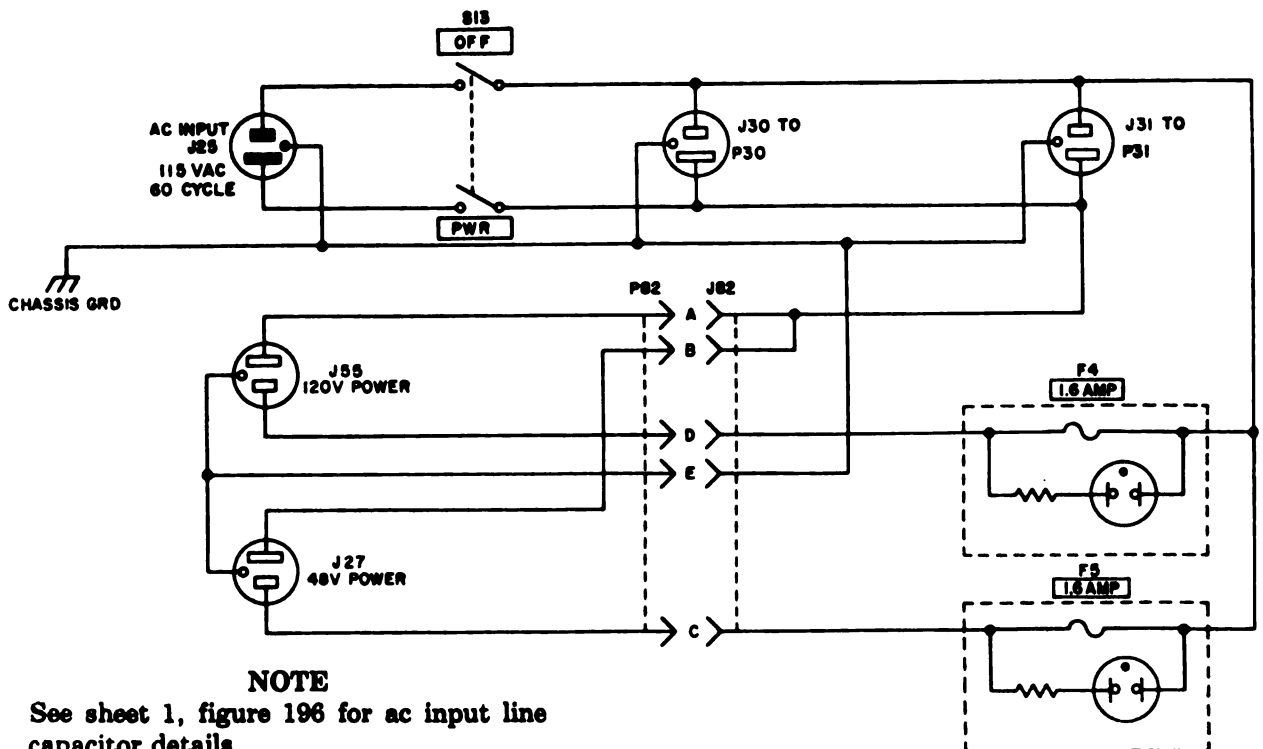 S13
OFF
AC INPUT
J25
115 VAC
60 CYCLE
J30 TO
P30
J31 TO
P31
PWR
CHASSIS GRD
P82 J82
A
B
J55
120V POWER
D
E
F4
1.6 AMP
J27
48V POWER
C
F5
1.6 AMP
NOTE
See sheet 1, figure 196 for ac input line
capacitor details